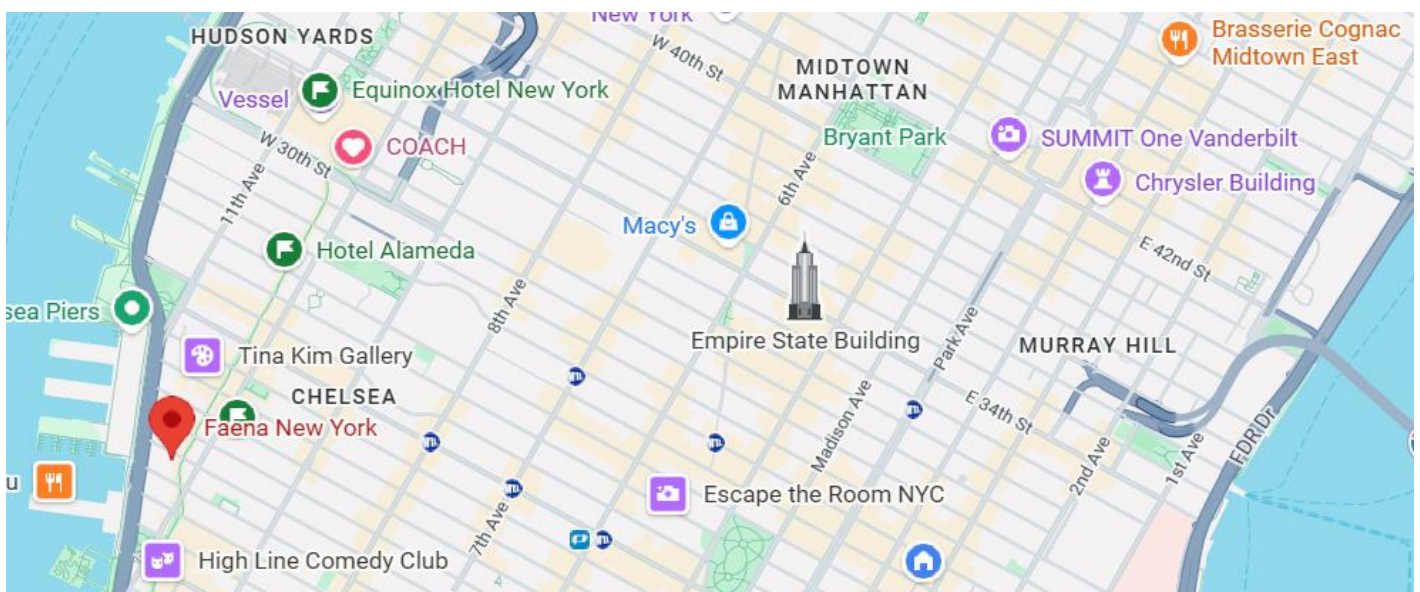 New York
HUDSON YARDS
W 40th St
Brasserie Cognac
Midtown East
MIDTOWN
MANHATTAN
Vessel
Equinox Hotel New York
Bryant Park
SUMMIT One Vanderbilt
COACH
W 30th St
Chrysler Building
11th Ave
6th Ave
Macy's
Hotel Alameda
E 42nd St
sea Piers
8th Ave
Empire State Building
Park Ave
MURRAY HILL
Tina Kim Gallery
CHELSEA
Madison Ave
E 34th St
Faena New York
FDR Dr
2nd Ave
1st Ave
u
Escape the Room NYC
7th Ave
High Line Comedy Club